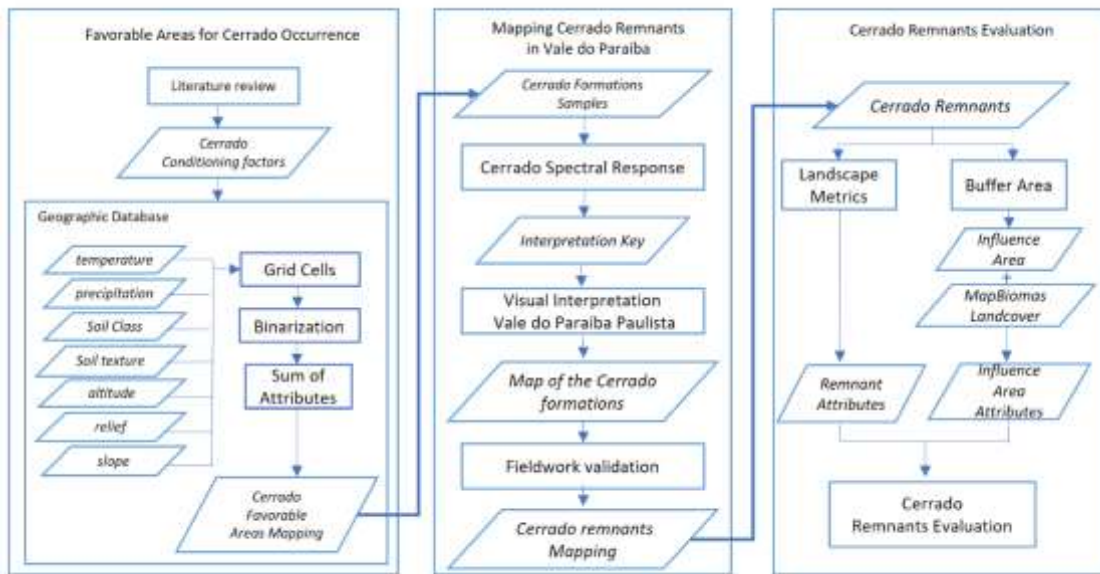 Favorable Areas for Cerrado Occurrence
Literature review
Cerrado
Conditioning factors
Geographic Database
temperature
precipitation
Soil Class
Soil texture
altitude
relief
slope
Grid Cells
Binarization
Sum of
Attributes
Cerrado
Favorable
Areas Mapping
Mapping Cerrado Remnants
in Vale do Paraíba
Cerrado Formations
Samples
Cerrado Spectral Response
Interpretation Key
Visual Interpretation
Vale do Paraíba Paulista
Map of the Cerrado
formations
Fieldwork validation
Cerrado remnants
Mapping
Cerrado Remnants Evaluation
Cerrado Remnants
Landscape
Metrics
Buffer Area
Influence
Area
+
MapBiomas
Landcover
Remnant
Attributes
Influence
Area
Attributes
Cerrado
Remnants Evaluation